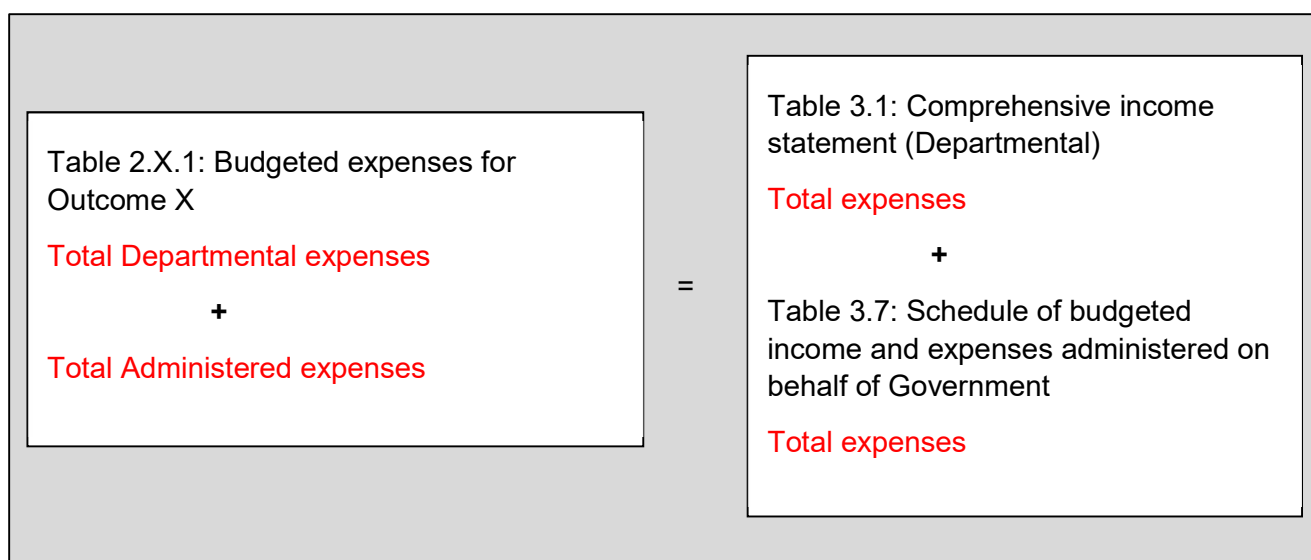 Table 2.X.1: Budgeted expenses for
Outcome X
Total Departmental expenses
+
Total Administered expenses
=
Table 3.1: Comprehensive income
statement (Departmental)
Total expenses
+
Table 3.7: Schedule of budgeted
income and expenses administered on
behalf of Government
Total expenses